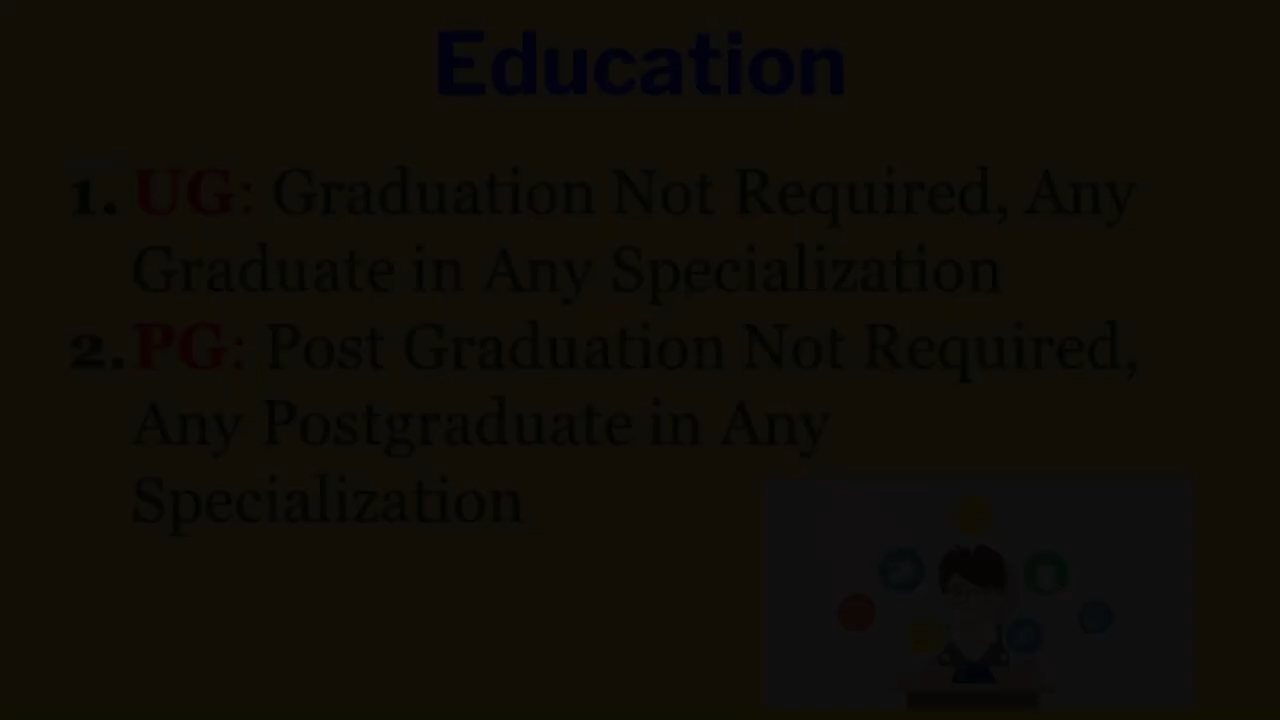 Education
1. UG: Graduation Not Required, Any
Graduate in Any Specialization
2. PG: Post Graduation Not Required,
Any Postgraduate in Any
Specialization